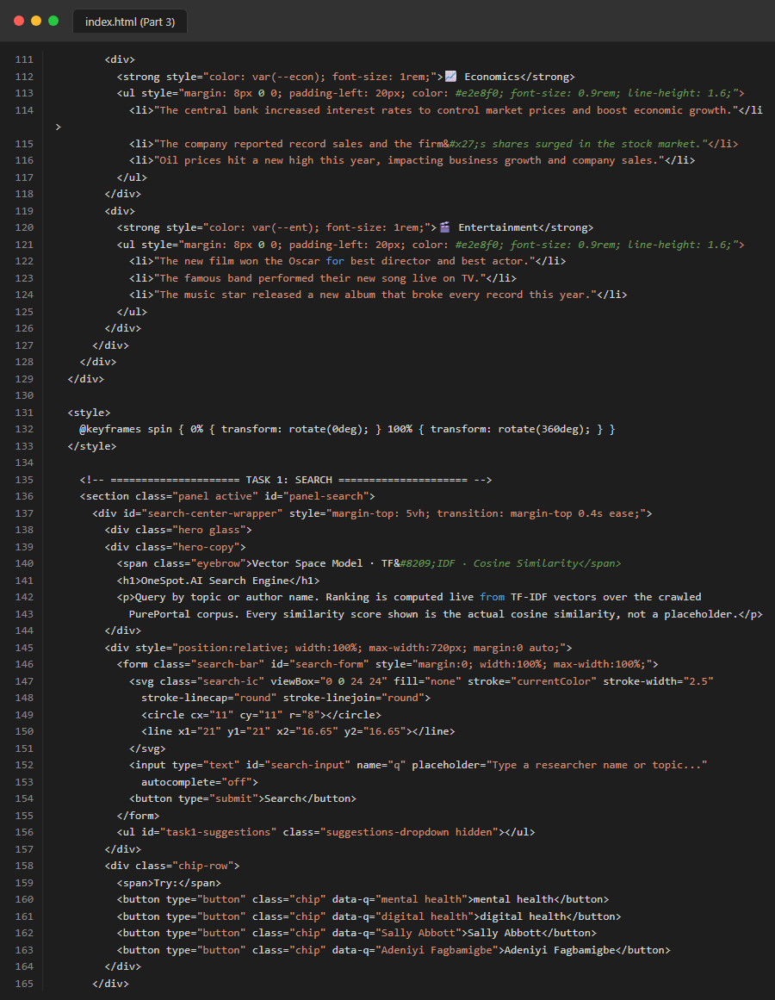 index.html (Part 3)
111 <div>
112 <strong style="color: var(--econ); font-size: 1rem;">📈 Economics</strong>
113 <ul style="margin: 8px 0 0; padding-left: 20px; color: #e2e8f0; font-size: 0.9rem; line-height: 1.6;">
114 <li>"The central bank increased interest rates to control market prices and boost economic growth."</li
>
115 <li>"The company reported record sales and the firm&#x27;s shares surged in the stock market."</li>
116 <li>"Oil prices hit a new high this year, impacting business growth and company sales."</li>
117 </ul>
118 </div>
119 <div>
120 <strong style="color: var(--ent); font-size: 1rem;">🎬 Entertainment</strong>
121 <ul style="margin: 8px 0 0; padding-left: 20px; color: #e2e8f0; font-size: 0.9rem; line-height: 1.6;">
122 <li>"The new film won the Oscar for best director and best actor."</li>
123 <li>"The famous band performed their new song live on TV."</li>
124 <li>"The music star released a new album that broke every record this year."</li>
125 </ul>
126 </div>
127 </div>
128 </div>
129 </div>
130
131 <style>
132 @keyframes spin { 0% { transform: rotate(0deg); } 100% { transform: rotate(360deg); } }
133 </style>
134
135 <!-- ===================== TASK 1: SEARCH ===================== -->
136 <section class="panel active" id="panel-search">
137 <div id="search-center-wrapper" style="margin-top: 5vh; transition: margin-top 0.4s ease;">
138 <div class="hero glass">
139 <div class="hero-copy">
140 <span class="eyebrow">Vector Space Model · TF&#8209;IDF · Cosine Similarity</span>
141 <h1>OneSpot.AI Search Engine</h1>
142 <p>Query by topic or author name. Ranking is computed live from TF-IDF vectors over the crawled
143 PurePortal corpus. Every similarity score shown is the actual cosine similarity, not a placeholder.</p>
144 </div>
145 <div style="position:relative; width:100%; max-width:720px; margin:0 auto;">
146 <form class="search-bar" id="search-form" style="margin:0; width:100%; max-width:100%;">
147 <svg class="search-ic" viewBox="0 0 24 24" fill="none" stroke="currentColor" stroke-width="2.5"
148 stroke-linecap="round" stroke-linejoin="round">
149 <circle cx="11" cy="11" r="8"></circle>
150 <line x1="21" y1="21" x2="16.65" y2="16.65"></line>
151 </svg>
152 <input type="text" id="search-input" name="q" placeholder="Type a researcher name or topic..."
153 autocomplete="off">
154 <button type="submit">Search</button>
155 </form>
156 <ul id="task1-suggestions" class="suggestions-dropdown hidden"></ul>
157 </div>
158 <div class="chip-row">
159 <span>Try:</span>
160 <button type="button" class="chip" data-q="mental health">mental health</button>
161 <button type="button" class="chip" data-q="digital health">digital health</button>
162 <button type="button" class="chip" data-q="Sally Abbott">Sally Abbott</button>
163 <button type="button" class="chip" data-q="Adeniyi Fagbamigbe">Adeniyi Fagbamigbe</button>
164 </div>
165 </div>